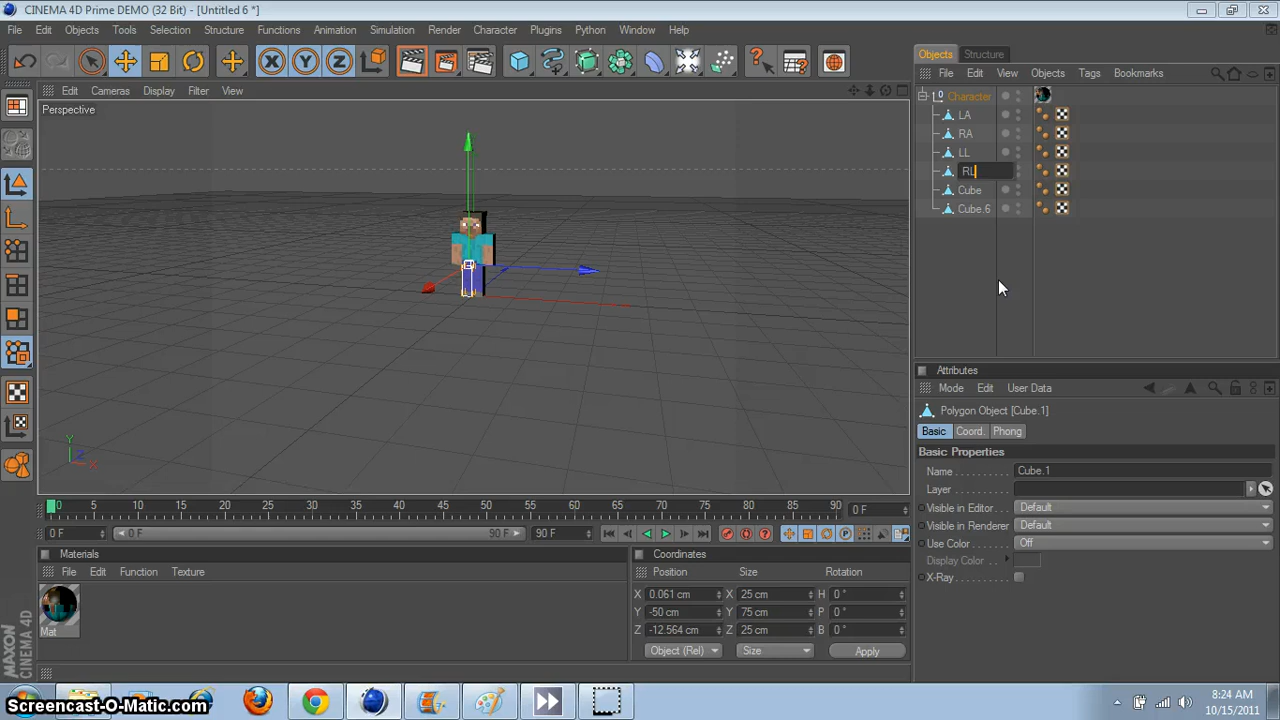 CINEMA 4D Prime DEMO (32 Bit) - [Untitled 6 *]
File Edit Objects Tools Selection Structure Functions Animation Simulation Render Character Plugins Python Window Help
X Y Z
Edit Cameras Display Filter View
Perspective
Y
Z
X
Objects Structure
File Edit View Objects Tags Bookmarks
Character
LA
RA
LL
RL
Cube
Cube.6
Attributes
Mode Edit User Data
Polygon Object [Cube.1]
Basic Coord. Phong
Basic Properties
Name Cube.1
Layer
Visible in Editor Default
Visible in Renderer Default
Use Color Off
Display Color
X-Ray
0 5 10 15 20 25 30 35 40 45 50 55 60 65 70 75 80 85 90 0 F
0 F 0 F 90 F 90 F
Materials
File Edit Function Texture
Mat
Coordinates
Position Size Rotation
X 0.061 cm X 25 cm H 0 °
Y -50 cm Y 75 cm P 0 °
Z -12.564 cm Z 25 cm B 0 °
Object (Rel) Size Apply
MAXON
CINEMA 4D
Screencast-O-Matic.com
8:24 AM
10/15/2011